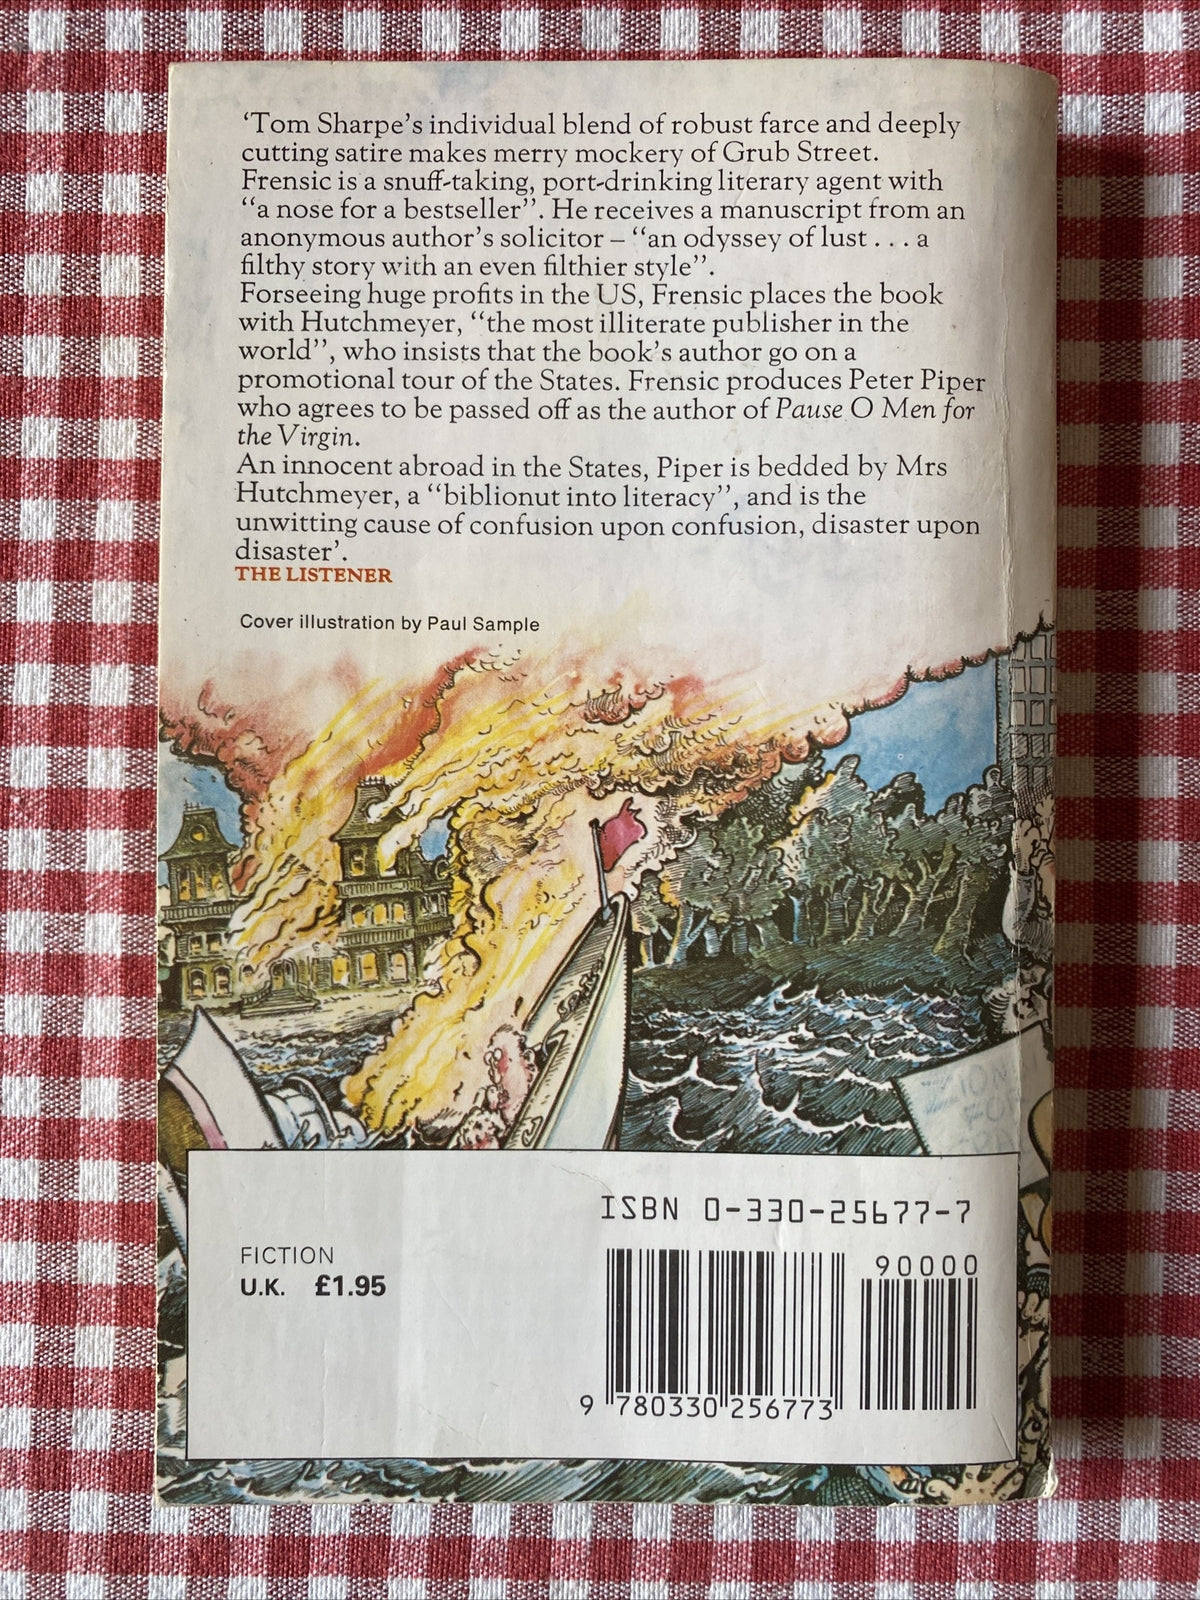 ‘Tom Sharpe’s individual blend of robust farce and deeply
cutting satire makes merry mockery of Grub Street.
Frensic is a snuff-taking, port-drinking literary agent with
“a nose for a bestseller”. He receives a manuscript from an
anonymous author’s solicitor – “an odyssey of lust . . . a
filthy story with an even filthier style”.
Forseeing huge profits in the US, Frensic places the book
with Hutchmeyer, “the most illiterate publisher in the
world”, who insists that the book’s author go on a
promotional tour of the States. Frensic produces Peter Piper
who agrees to be passed off as the author of Pause O Men for
the Virgin.
An innocent abroad in the States, Piper is bedded by Mrs
Hutchmeyer, a “biblionut into literacy”, and is the
unwitting cause of confusion upon confusion, disaster upon
disaster’.
THE LISTENER
Cover illustration by Paul Sample
FOR
ISBN 0-330-25677-7
FICTION
U.K. £1.95
90000
9 780330 256773